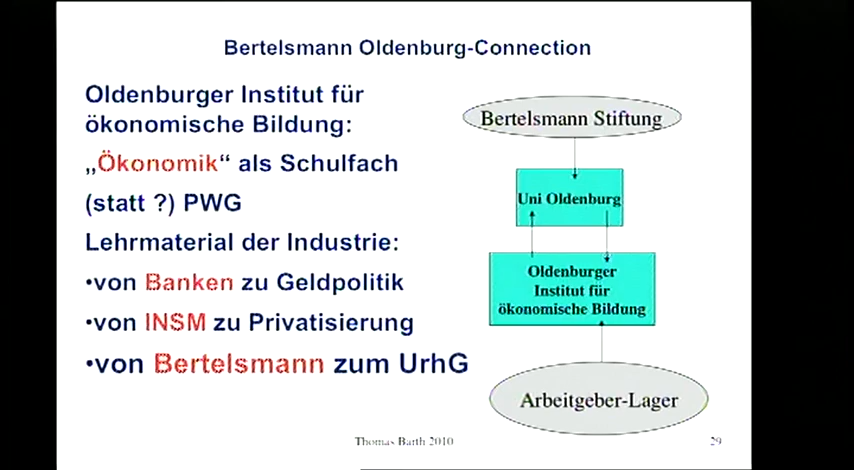 Bertelsmann Oldenburg-Connection
Oldenburger Institut für
ökonomische Bildung:
„Ökonomik“ als Schulfach
(statt ?) PWG
Lehrmaterial der Industrie:
•von Banken zu Geldpolitik
•von INSM zu Privatisierung
•von Bertelsmann zum UrhG
Bertelsmann Stiftung
Uni Oldenburg
Oldenburger
Institut für
ökonomische Bildung
Arbeitgeber-Lager
Thomas Barth 2010
29